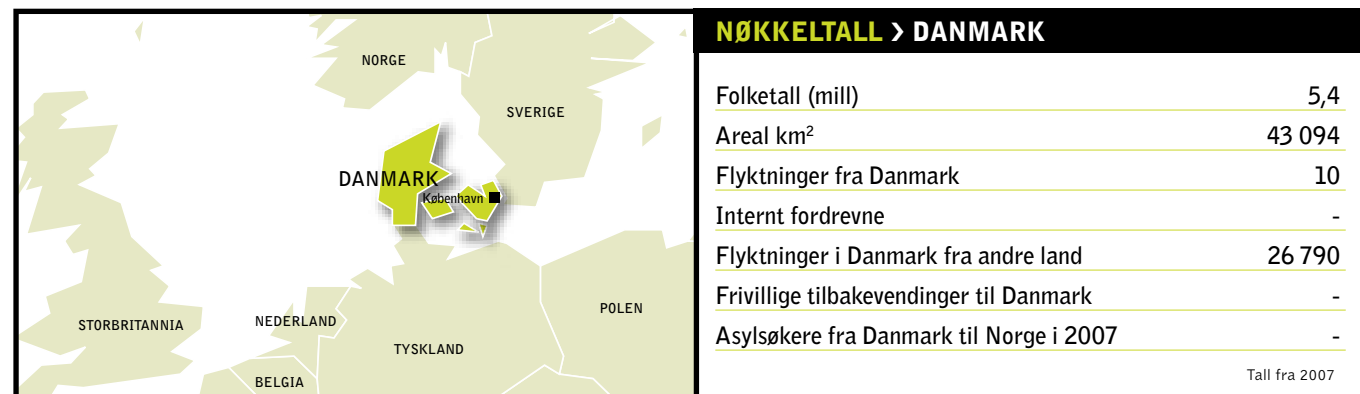 NORGE
SVERIGE
DANMARK
København
STORBRITANNIA
NEDERLAND
POLEN
TYSKLAND
BELGIA
NØKKELTALL › DANMARK
Folketall (mill) 5,4
Areal km² 43 094
Flyktninger fra Danmark 10
Internt fordrevne -
Flyktninger i Danmark fra andre land 26 790
Frivillige tilbakevendinger til Danmark -
Asylsøkere fra Danmark til Norge i 2007 -
Tall fra 2007